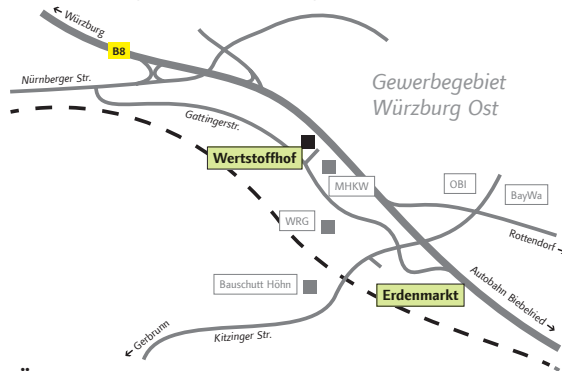 ← Würzburg
B8
Nürnberger Str.
Gattingerstr.
Gewerbegebiet
Würzburg Ost
Wertstoffhof
MHKW
OBI
BayWa
WRG
Rottendorf →
Bauschutt Höhn
Erdenmarkt
Autobahn Biebelried →
← Gerbrunn
Kitzinger Str.